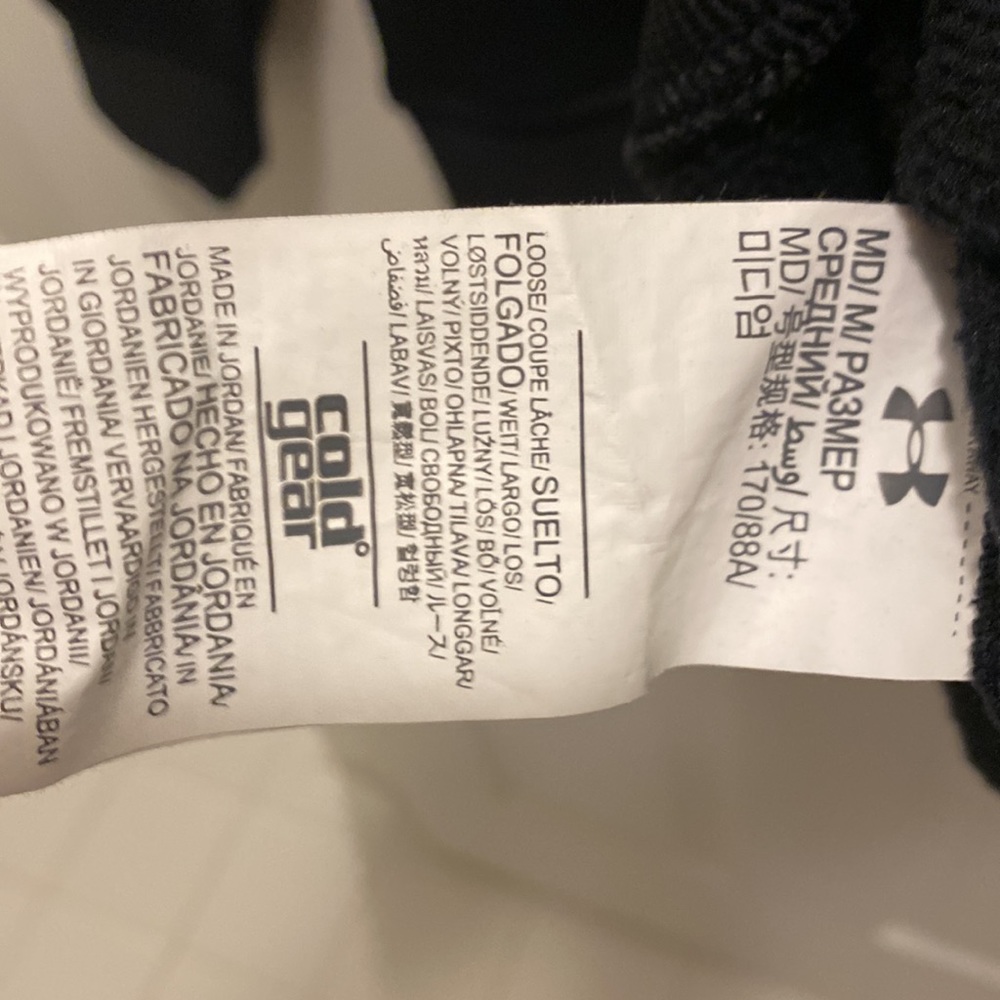 MD/ M/ РАЗМЕР
СРЕДНИЙ/ وسط/ 尺寸:
MD/ 号型规格: 170/88A/
미디엄
LOOSE/ COUPE LÂCHE/ SUELTO/
FOLGADO/ WEIT/ LARGO/ LOS/
LØSTSIDDENDE/ LUŹNY/ LÖS/ BŐ/ VOĽNÉ/
VOLNÝ/ PIXTO/ OHLAPNA/ TILAVA/ LONGGAR/
หลวม/ LAISVAS/ BOL/ СВОБОДНЫЙ/ ルース/
فضفاض/ LABAV/ 寬鬆型/ 宽松型/ 헐렁함
cold
gear
MADE IN JORDAN/ FABRIQUÉ EN
JORDANIE/ HECHO EN JORDANIA/
FABRICADO NA JORDÂNIA/ IN
JORDANIEN HERGESTELLT/ FABBRICATO
IN GIORDANIA/ VERVAARDIGD IN
JORDANIË/ FREMSTILLET I JORDAN/
WYPRODUKOWANO W JORDANII/
JORDANIEN/ JORDÁNIÁBAN
JORDÁNSKU/